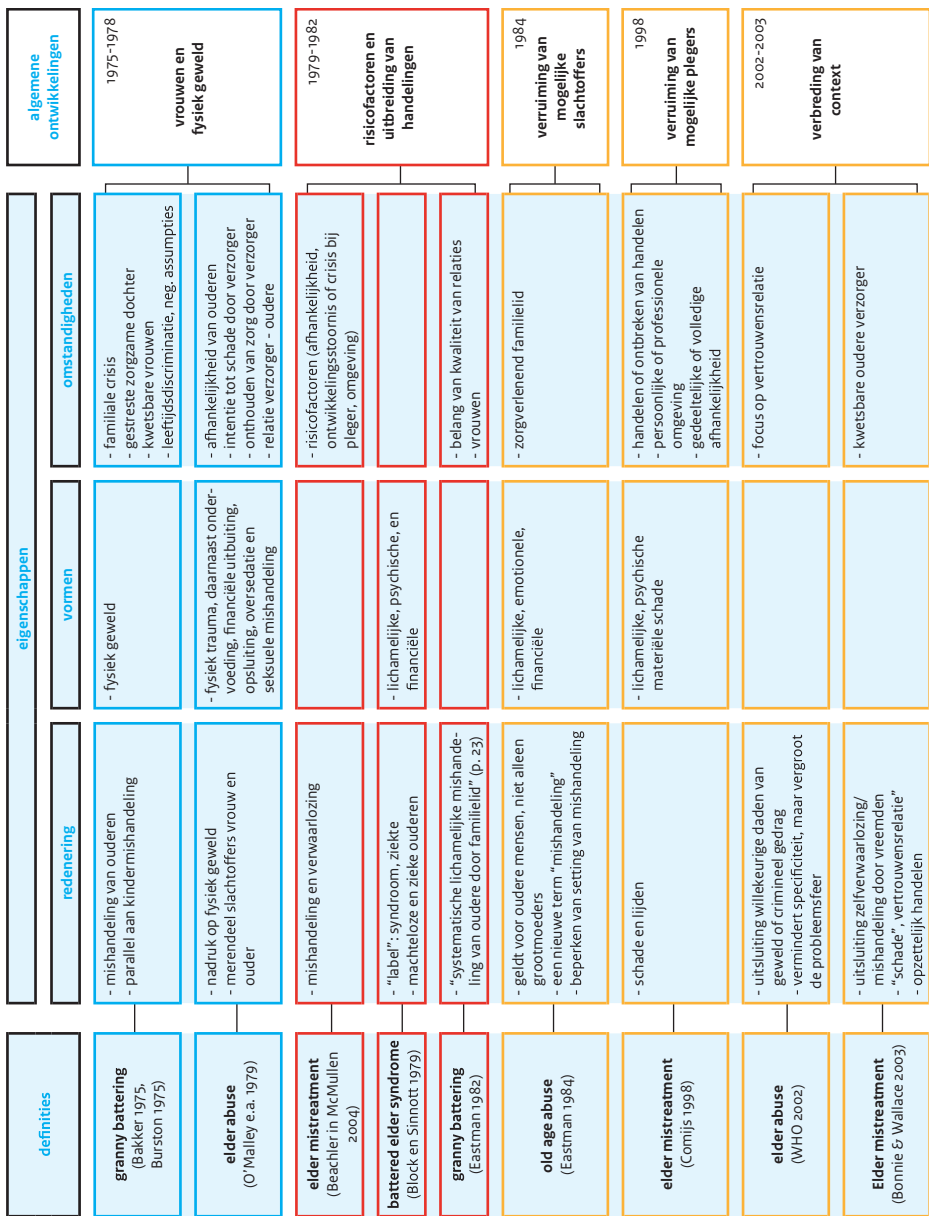 definities
eigenschappen
algemene
ontwikkelingen
redenering
vormen
omstandigheden
granny battering
(Bakker 1975,
Burston 1975)
- mishandeling van ouderen
- parallel aan kindermishandeling
- fysiek geweld
- familiale crisis
- gestreste zorgzame dochter
- kwetsbare vrouwen
- leeftijdsdiscriminatie, neg. assumpties
1975-1978
vrouwen en
fysiek geweld
elder abuse
(O’Malley e.a. 1979)
- nadruk op fysiek geweld
- merendeel slachtoffers vrouw en
ouder
- fysiek trauma, daarnaast onder-
voeding, financiële uitbuiting,
opsluiting, oversedatie en
seksuele mishandeling
- afhankelijkheid van ouderen
- intentie tot schade door verzorger
- onthouden van zorg door verzorger
- relatie verzorger - oudere
elder mistreatment
(Beachler in McMullen
2004)
- mishandeling en verwaarlozing
- risicofactoren (afhankelijkheid,
ontwikkelingsstoornis of crisis bij
pleger, omgeving)
1979-1982
risicofactoren en
uitbreiding van
handelingen
battered elder syndrome
(Block en Sinnott 1979)
- “label”: syndroom, ziekte
- machteloze en zieke ouderen
- lichamelijke, psychische, en
financiële
granny battering
(Eastman 1982)
- “systematische lichamelijke mishande-
ling van oudere door familielid” (p. 23)
- belang van kwaliteit van relaties
- vrouwen
old age abuse
(Eastman 1984)
- geldt voor oudere mensen, niet alleen
grootmoeders
- een nieuwe term “mishandeling”
- beperken van setting van mishandeling
- lichamelijke, emotionele,
financiële
- zorgverlenend familielid
1984
verruiming van
mogelijke
slachtoffers
elder mistreatment
(Comijs 1998)
- schade en lijden
- lichamelijke, psychische
materiële schade
- handelen of ontbreken van handelen
- persoonlijke of professionele
omgeving
- gedeeltelijke of volledige
afhankelijkheid
1998
verruiming van
mogelijke plegers
elder abuse
(WHO 2002)
- uitsluiting willekeurige daden van
geweld of crimineel gedrag
- vermindert specificiteit, maar vergroot
de probleemsfeer
- focus op vertrouwensrelatie
2002-2003
verbreding van
context
Elder mistreatment
(Bonnie & Wallace 2003)
- uitsluiting zelfverwaarlozing/
mishandeling door vreemden
- “schade”, vertrouwensrelatie”
- opzettelijk handelen
- kwetsbare oudere verzorger